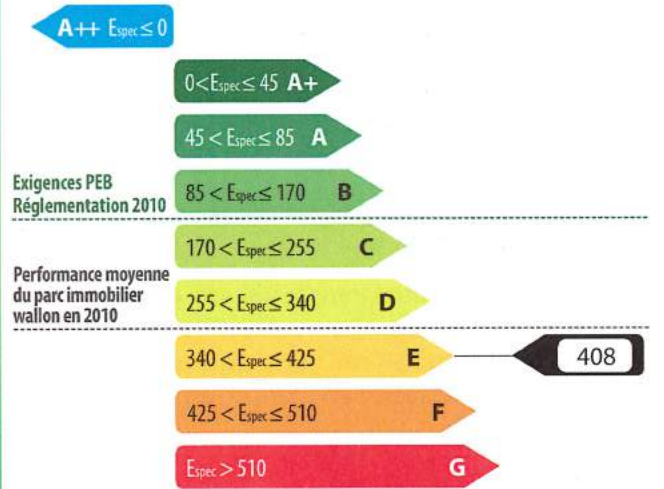 A++ Espec ≤ 0
0 < Espec ≤ 45 A+
45 < Espec ≤ 85 A
Exigences PEB
Réglementation 2010
85 < Espec ≤ 170 B
170 < Espec ≤ 255 C
Performance moyenne
du parc immobilier
wallon en 2010
255 < Espec ≤ 340 D
340 < Espec ≤ 425 E
408
425 < Espec ≤ 510 F
Espec > 510 G